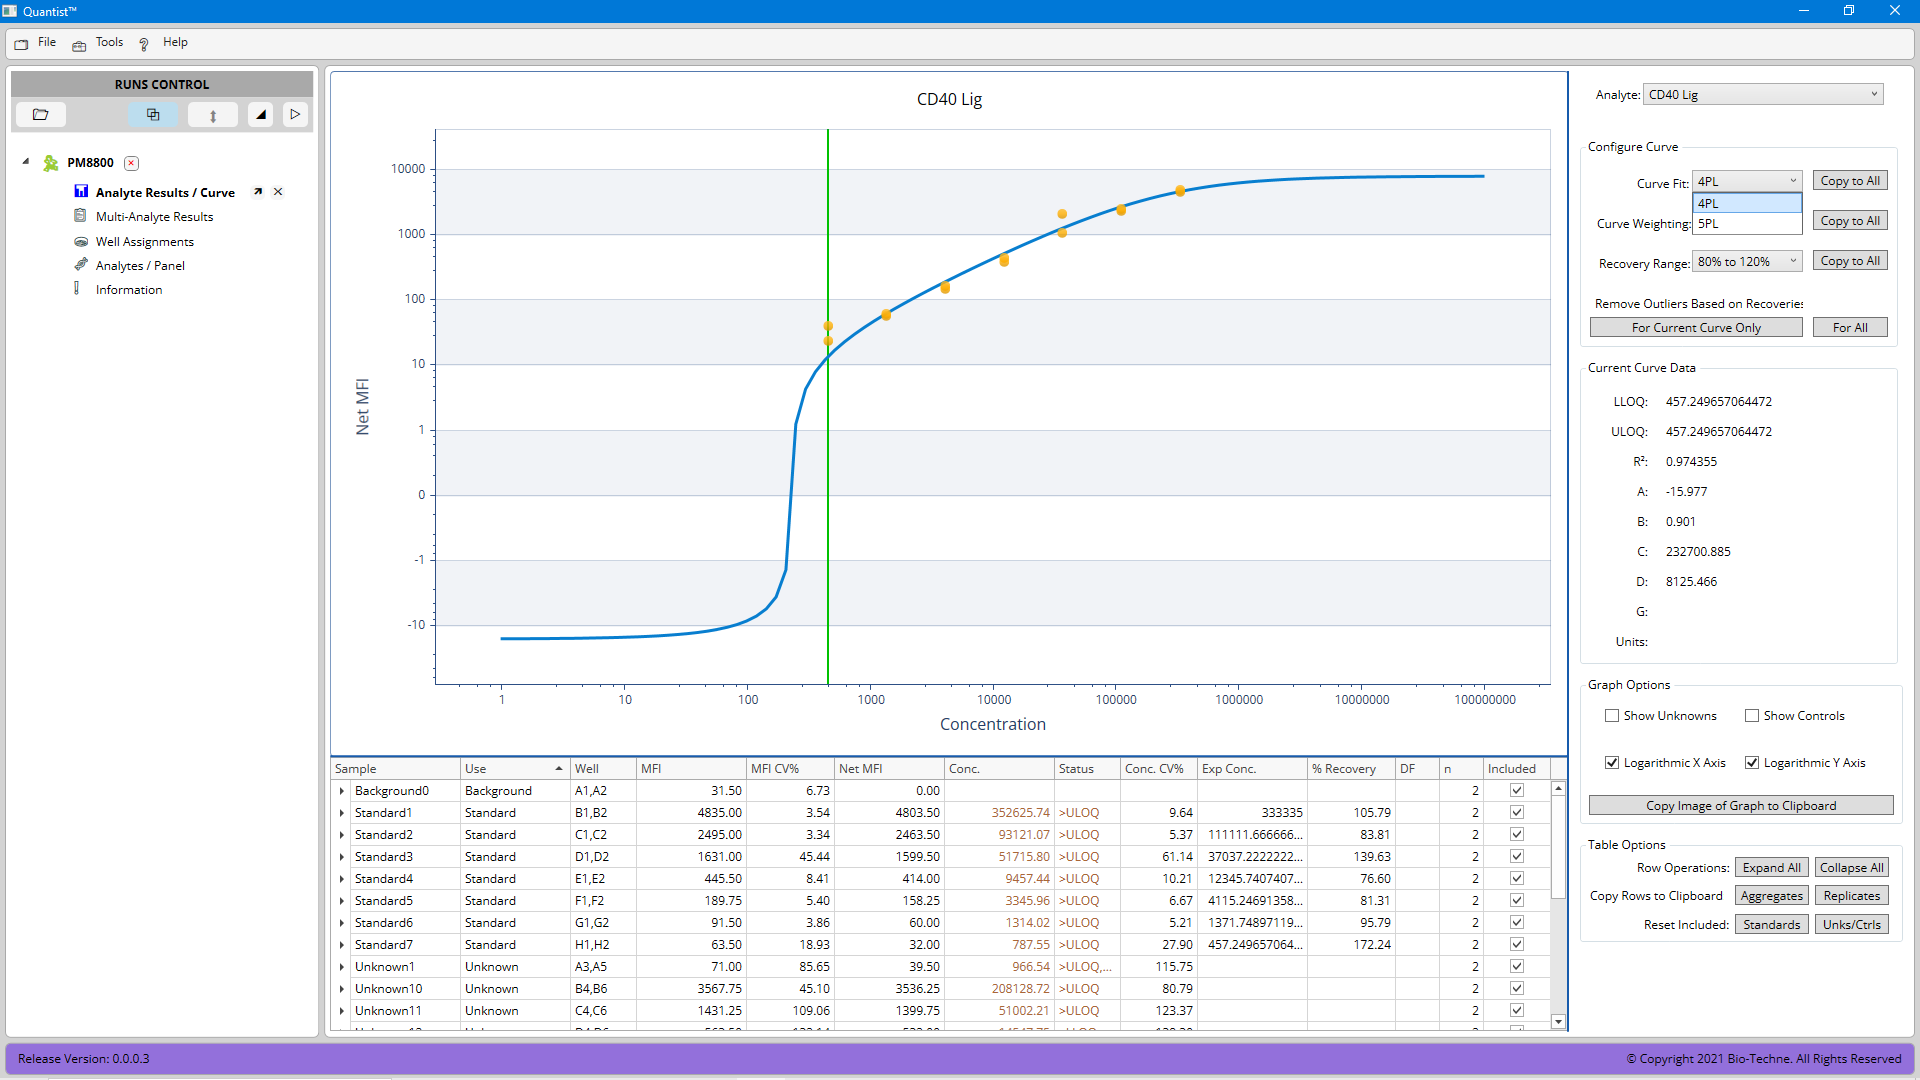 Quantist™
File Tools Help
RUNS CONTROL
PM8800
Analyte Results / Curve
Multi-Analyte Results
Well Assignments
Analytes / Panel
Information
CD40 Lig
10000
1000
100
10
1
0
-1
-10
Net MFI
1 10 100 1000 10000 100000 1000000 10000000 100000000
Concentration
Sample Use Well MFI MFI CV% Net MFI Conc. Status Conc. CV% Exp Conc. % Recovery DF n Included
Background0 Background A1,A2 31.50 6.73 0.00 2
Standard1 Standard B1,B2 4835.00 3.54 4803.50 352625.74 >ULOQ 9.64 333335 105.79 2
Standard2 Standard C1,C2 2495.00 3.34 2463.50 93121.07 >ULOQ 5.37 111111.666666... 83.81 2
Standard3 Standard D1,D2 1631.00 45.44 1599.50 51715.80 >ULOQ 61.14 37037.2222222... 139.63 2
Standard4 Standard E1,E2 445.50 8.41 414.00 9457.44 >ULOQ 10.21 12345.7407407... 76.60 2
Standard5 Standard F1,F2 189.75 5.40 158.25 3345.96 >ULOQ 6.67 4115.24691358... 81.31 2
Standard6 Standard G1,G2 91.50 3.86 60.00 1314.02 >ULOQ 5.21 1371.74897119... 95.79 2
Standard7 Standard H1,H2 63.50 18.93 32.00 787.55 >ULOQ 27.90 457.249657064... 172.24 2
Unknown1 Unknown A3,A5 71.00 85.65 39.50 966.54 >ULOQ,... 115.75 2
Unknown10 Unknown B4,B6 3567.75 45.10 3536.25 208128.72 >ULOQ 80.79 2
Unknown11 Unknown C4,C6 1431.25 109.06 1399.75 51002.21 >ULOQ 123.37 2
Analyte: CD40 Lig
Configure Curve
Curve Fit: 4PL Copy to All
4PL
5PL
Curve Weighting: Copy to All
Recovery Range: 80% to 120% Copy to All
Remove Outliers Based on Recoveries
For Current Curve Only For All
Current Curve Data
LLOQ: 457.249657064472
ULOQ: 457.249657064472
R²: 0.974355
A: -15.977
B: 0.901
C: 232700.885
D: 8125.466
G:
Units:
Graph Options
Show Unknowns Show Controls
Logarithmic X Axis Logarithmic Y Axis
Copy Image of Graph to Clipboard
Table Options
Row Operations: Expand All Collapse All
Copy Rows to Clipboard Aggregates Replicates
Reset Included: Standards Unks/Ctrls
Release Version: 0.0.0.3
© Copyright 2021 Bio-Techne. All Rights Reserved